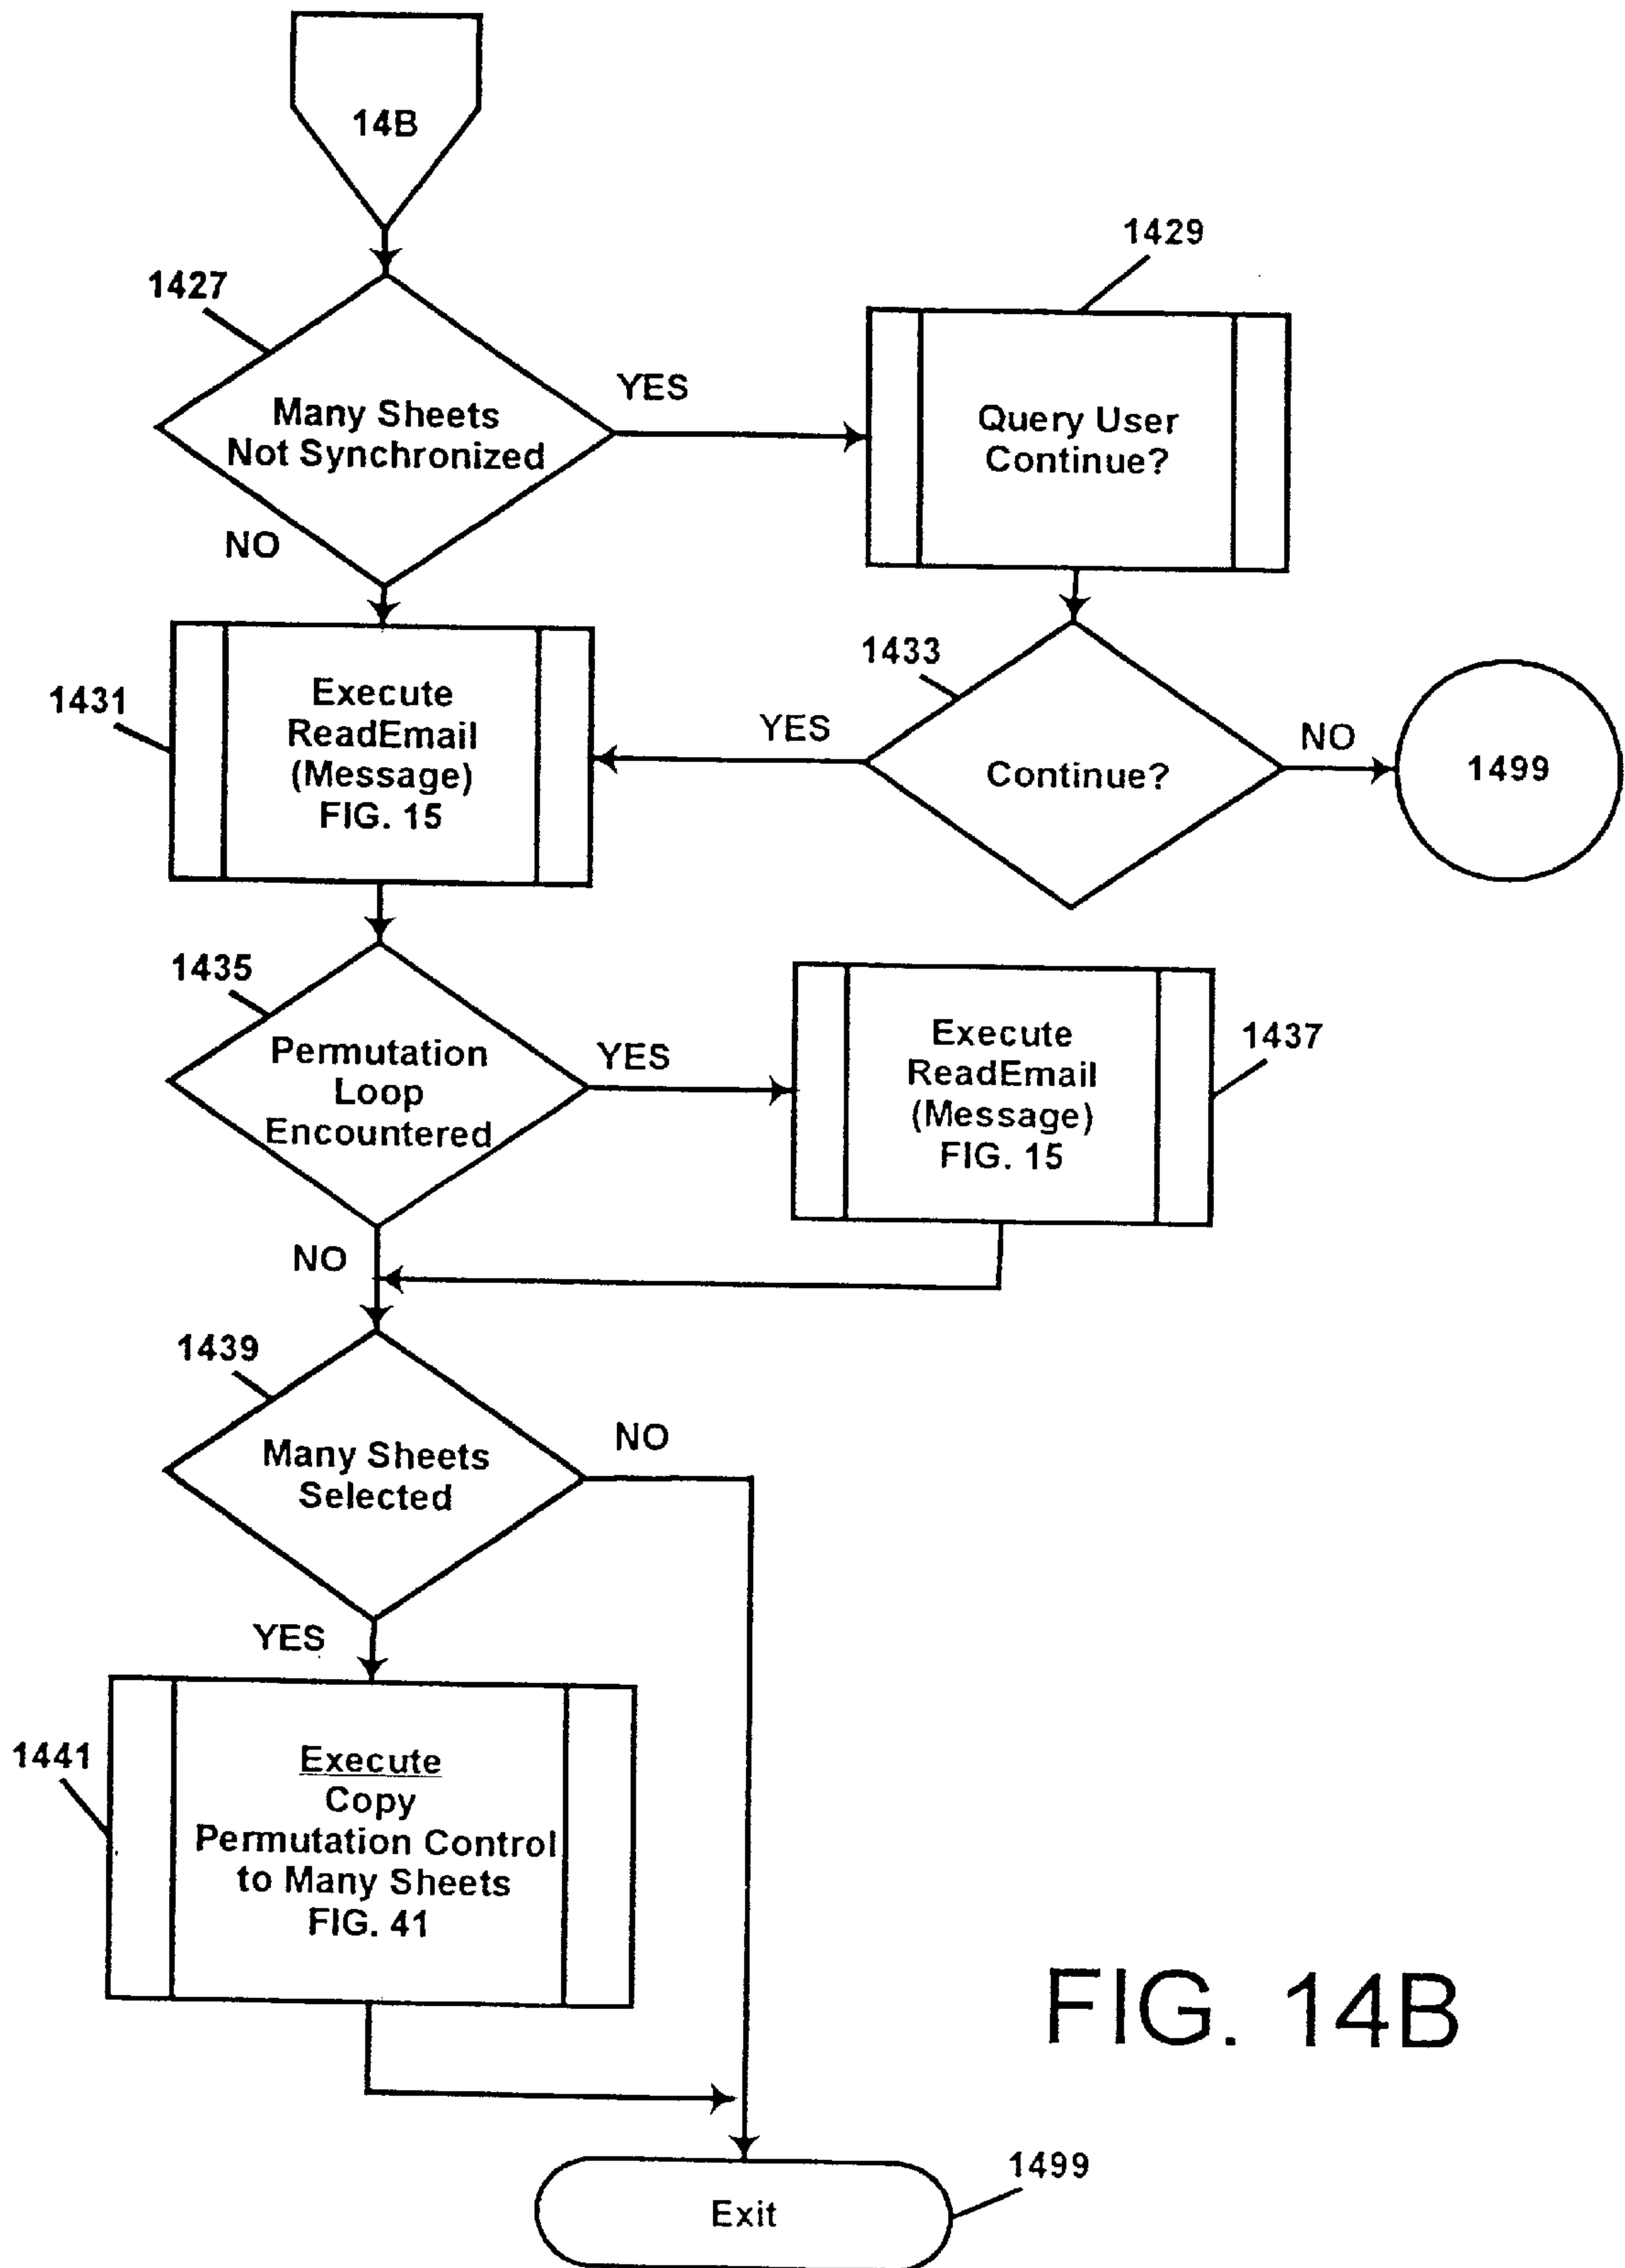 14B
1429
1427
YES
Many Sheets
Not Synchronized
Query User
Continue?
NO
1433
1431
Execute
ReadEmail
(Message)
FIG. 15
YES
Continue?
NO
1499
1435
Permutation
Loop
Encountered
YES
Execute
ReadEmail
(Message)
FIG. 15
1437
NO
1439
Many Sheets
Selected
NO
YES
1441
Execute
Copy
Permutation Control
to Many Sheets
FIG. 41
FIG. 14B
1499
Exit